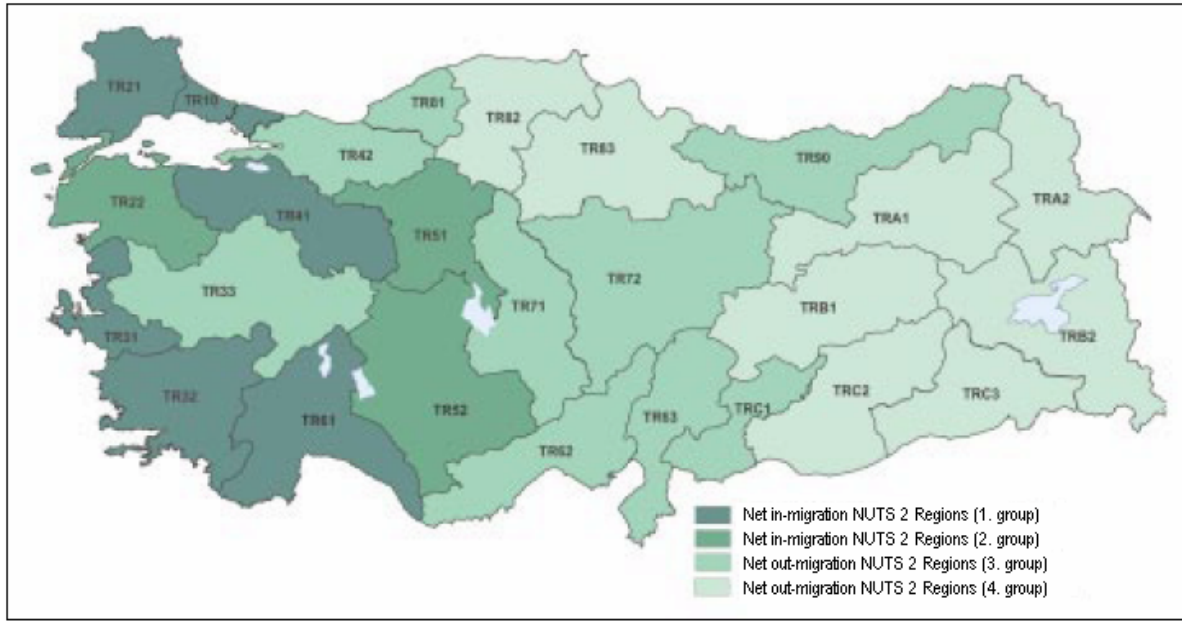 TR21
TR10
TR81
TR82
TR83
TR42
TR90
TR22
TR41
TR51
TRA1
TRA2
TR33
TR71
TR72
TRB1
TRB2
TR31
TR32
TR61
TR52
TR62
TR63
TRC1
TRC2
TRC3
Net in-migration NUTS 2 Regions (1. group)
Net in-migration NUTS 2 Regions (2. group)
Net out-migration NUTS 2 Regions (3. group)
Net out-migration NUTS 2 Regions (4. group)